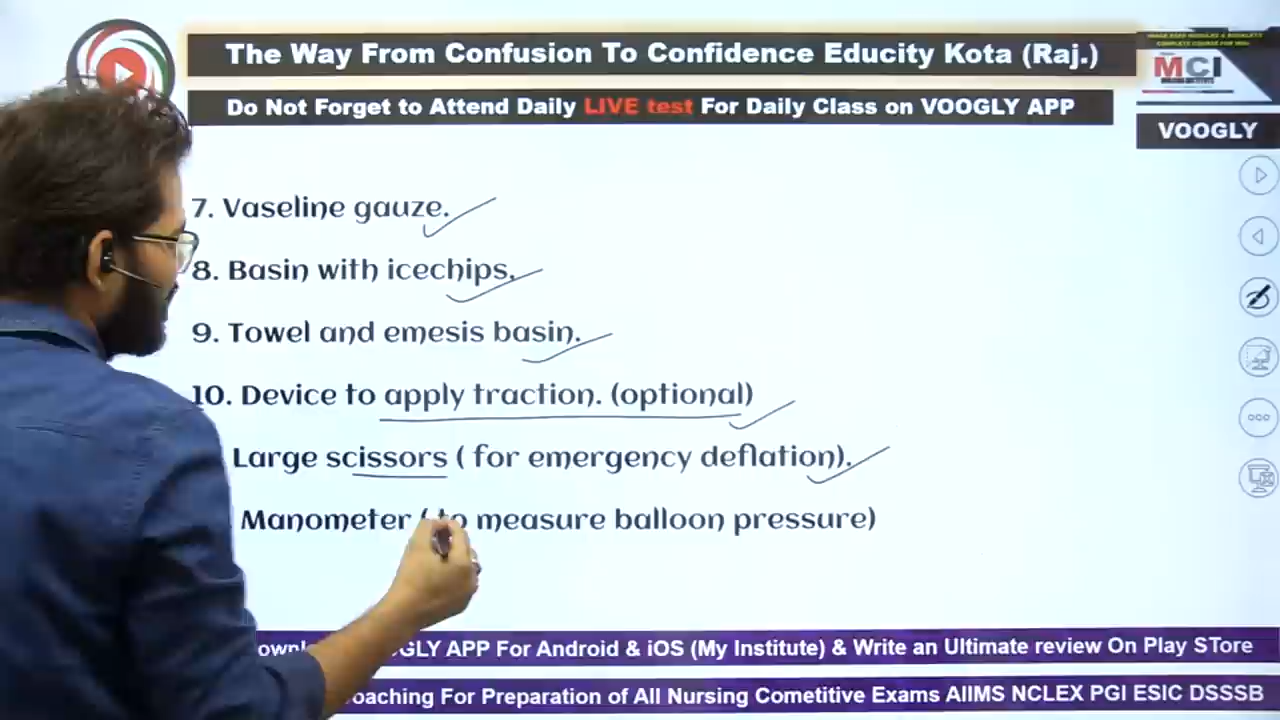 The Way From Confusion To Confidence Educity Kota (Raj.)
Do Not Forget to Attend Daily LIVE test For Daily Class on VOOGLY APP
MCI
VOOGLY
7. Vaseline gauze.
8. Basin with icechips.
9. Towel and emesis basin.
10. Device to apply traction. (optional)
Large scissors ( for emergency deflation).
Manometer ( to measure balloon pressure)
GLY APP For Android & iOS (My Institute) & Write an Ultimate review On Play STore
oaching For Preparation of All Nursing Cometitive Exams AIIMS NCLEX PGI ESIC DSSSB